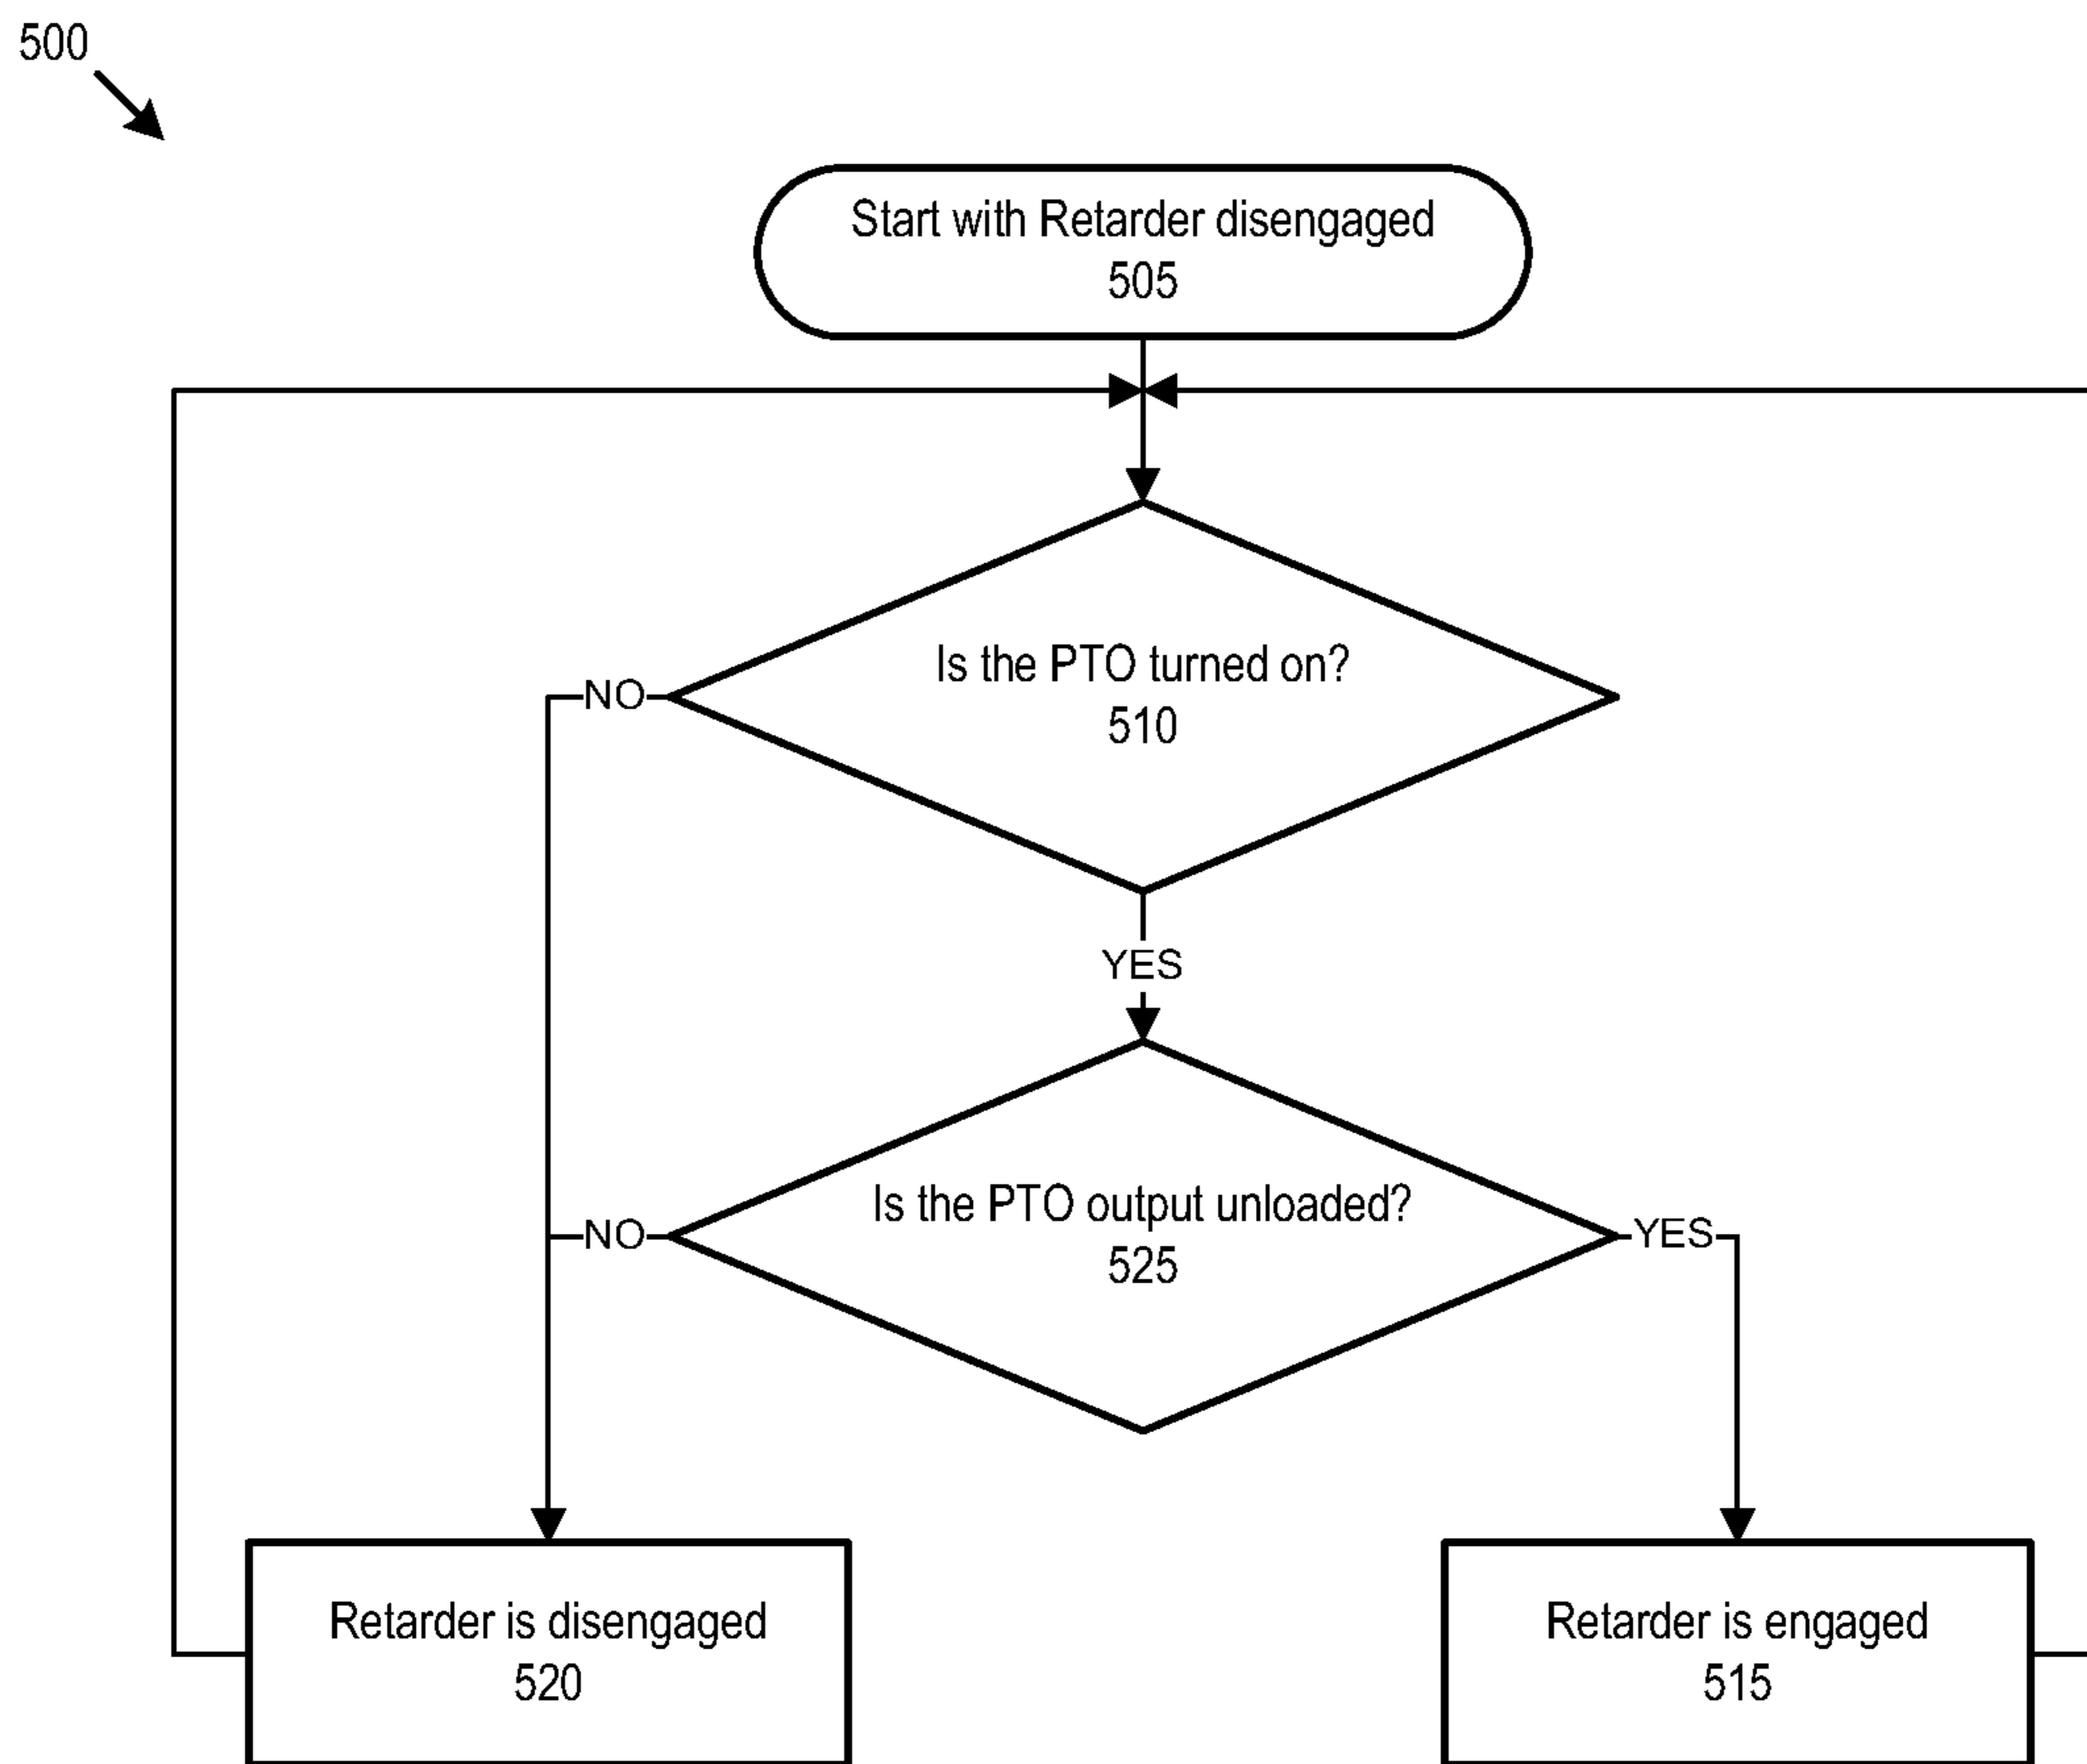 500
Start with Retarder disengaged
505
Is the PTO turned on?
510
NO
YES
Is the PTO output unloaded?
525
NO
YES
Retarder is disengaged
520
Retarder is engaged
515